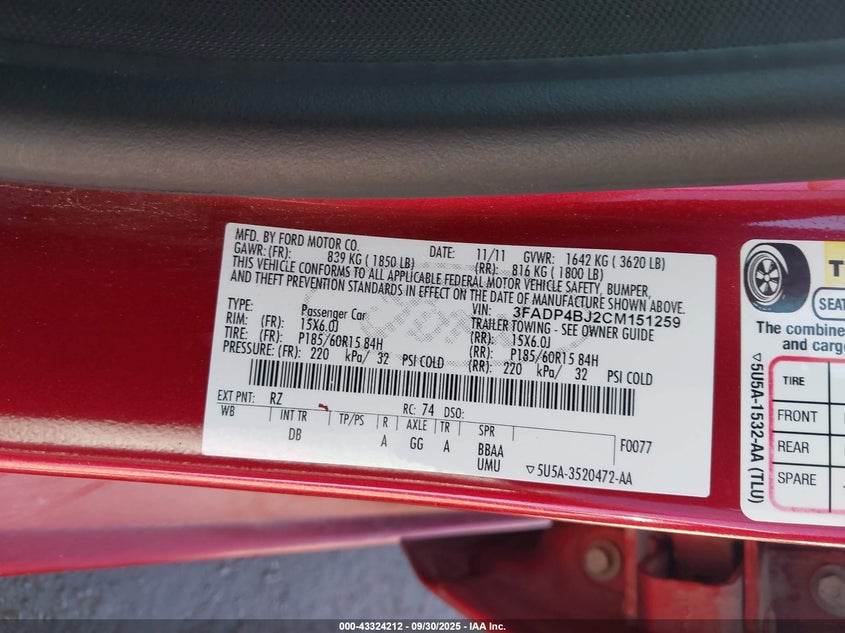 MFD. BY FORD MOTOR CO.
DATE: 11/11 GVWR: 1642 KG ( 3620 LB)
GAWR: (FR): 839 KG ( 1850 LB) (RR): 816 KG ( 1800 LB)
THIS VEHICLE CONFORMS TO ALL APPLICABLE FEDERAL MOTOR VEHICLE SAFETY, BUMPER,
AND THEFT PREVENTION STANDARDS IN EFFECT ON THE DATE OF MANUFACTURE SHOWN ABOVE.
VIN: 3FADP4BJ2CM151259
TYPE: Passenger Car TRAILER TOWING - SEE OWNER GUIDE
RIM: (FR): 15X6.0J (RR): 15X6.0J
TIRE: (FR): P185/60R15 84H (RR): P185/60R15 84H
PRESSURE: (FR): 220 kPa/ 32 PSI COLD (RR): 220 kPa/ 32 PSI COLD
EXT PNT: RZ RC: 74 DSO:
WB INT TR TP/PS R AXLE TR SPR
DB A GG A BBAA F0077
UMU ▽5U5A-3520472-AA
T
SEAT
The combine
and cargo
TIRE
FRONT
REAR
SPARE
▽5U5A-1532-AA (TLU)
000-43324212 - 09/30/2025 - IAA Inc.